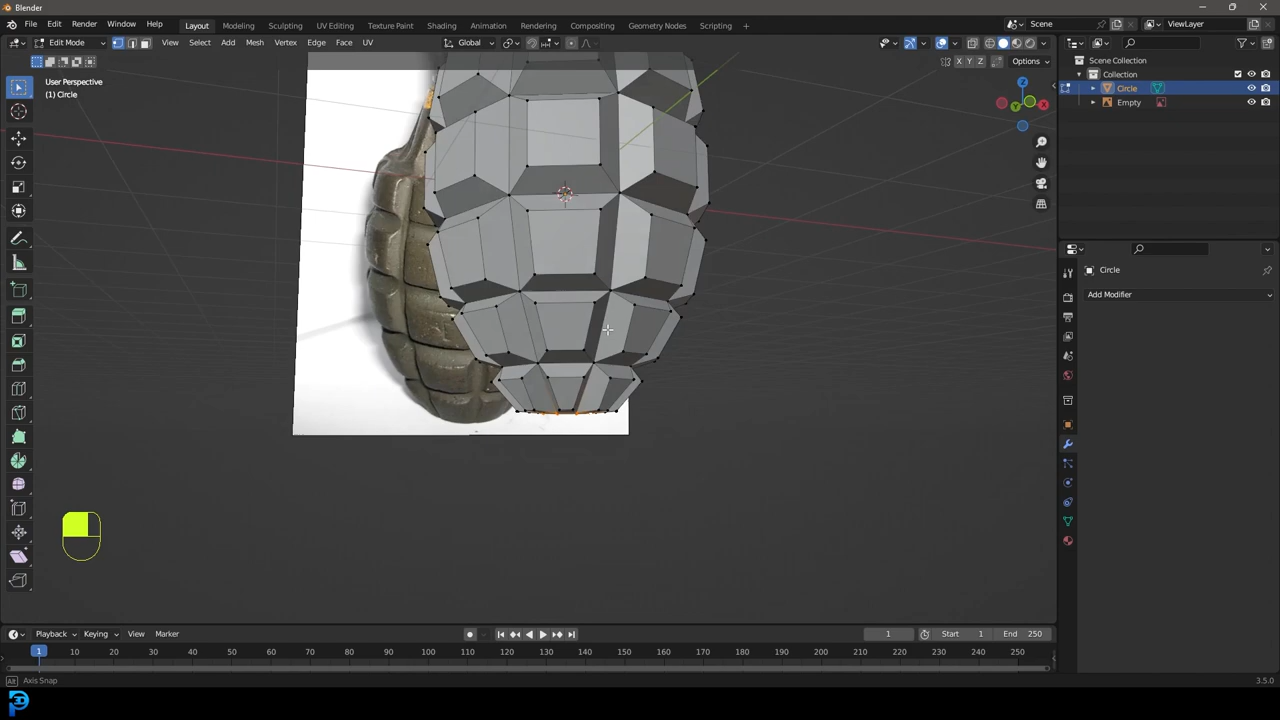 Blender
File Edit Render Window Help Layout Modeling Sculpting UV Editing Texture Paint Shading Animation Rendering Compositing Geometry Nodes Scripting Scene ViewLayer
Edit Mode View Select Add Mesh Vertex Edge Face UV Global
X Y Z Options
User Perspective
(1) Circle
Z
Y X
Scene Collection
Collection
Circle
Empty
Circle
Add Modifier
Playback Keying View Marker 1 Start 1 End 250
1 10 20 30 40 50 60 70 80 90 100 110 120 130 140 150 160 170 180 190 200 210 220 230 240 250
Alt Axis Snap 3.5.0